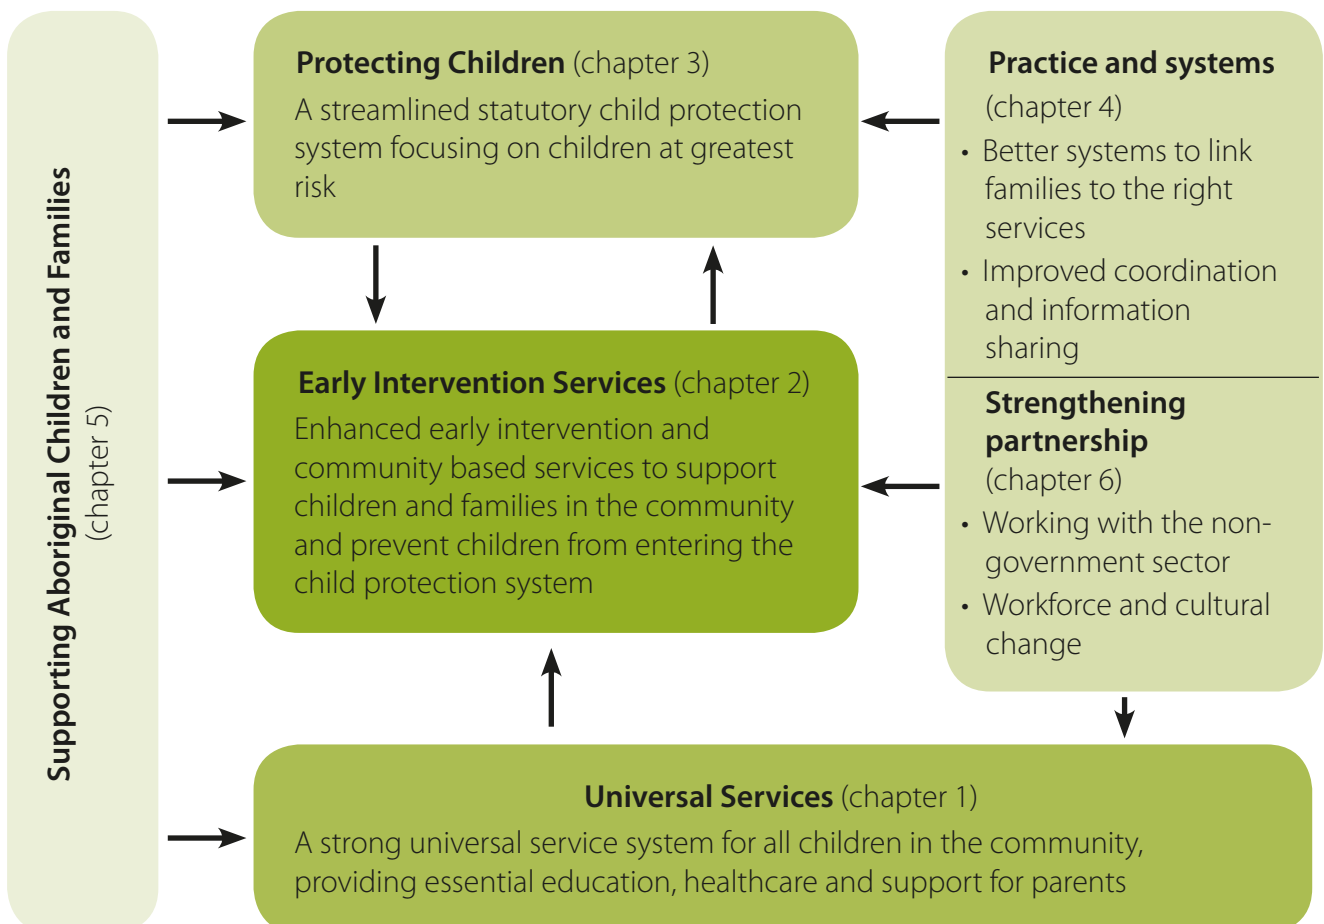 Supporting Aboriginal Children and Families
(chapter 5)
Protecting Children (chapter 3)
A streamlined statutory child protection
system focusing on children at greatest
risk
Early Intervention Services (chapter 2)
Enhanced early intervention and
community based services to support
children and families in the community
and prevent children from entering the
child protection system
Practice and systems
(chapter 4)
• Better systems to link
families to the right
services
• Improved coordination
and information
sharing
Strengthening
partnership
(chapter 6)
• Working with the non-
government sector
• Workforce and cultural
change
Universal Services (chapter 1)
A strong universal service system for all children in the community,
providing essential education, healthcare and support for parents